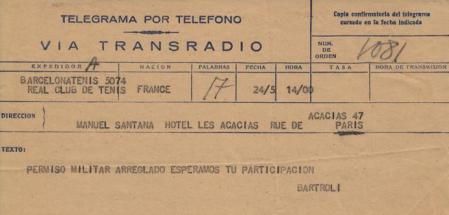 TELEGRAMA POR TELEFONO
VIA TRANSRADIO
Copia confirmatoria del telegrama cursado en la fecha indicada
NUM. DE ORDEN 1081
EXPEDIDOR A NACION PALABRAS FECHA HORA TASA HORA DE TRANSMISION
BARCELONATENIS 5074
REAL CLUB DE TENIS FRANCE 17 24/5 14/00
DIRECCION
ACACIAS 47
MANUEL SANTANA HOTEL LES ACACIAS RUE DE PARIS
TEXTO:
PERMISO MILITAR ARREGLADO ESPERAMOS TU PARTICIPACION
BARTROLI